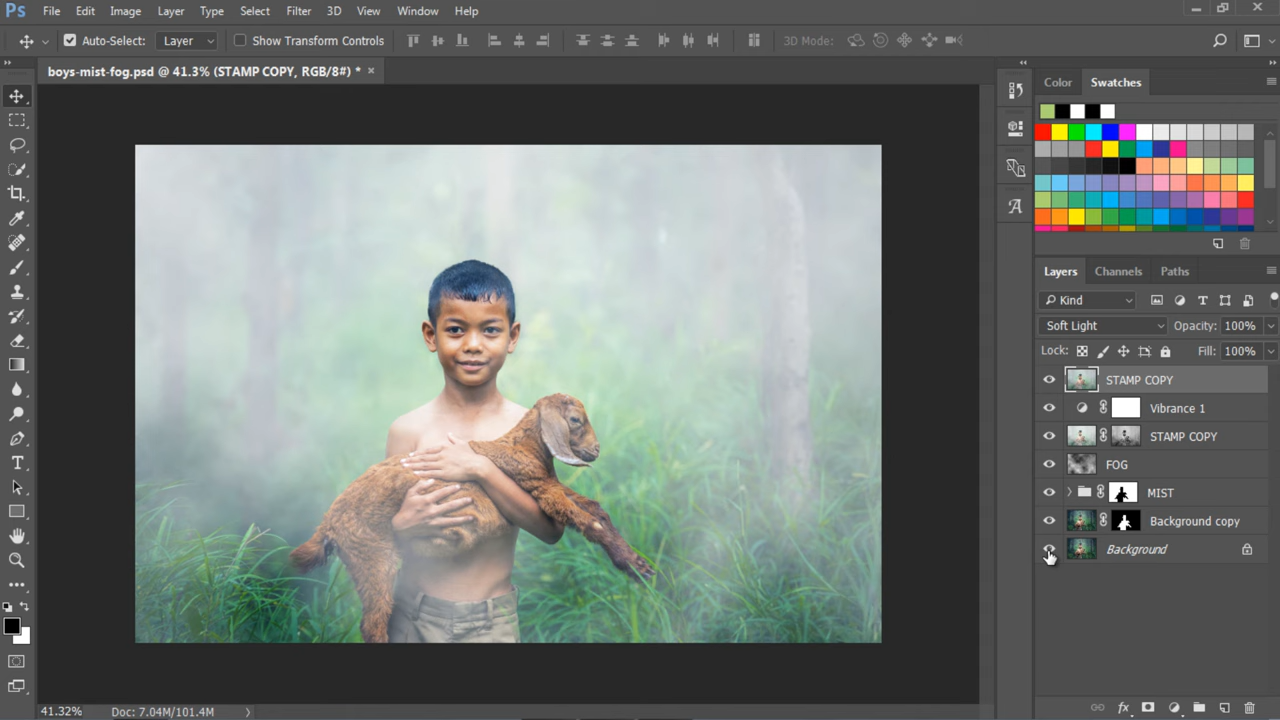 Ps File Edit Image Layer Type Select Filter 3D View Window Help
Auto-Select: Layer Show Transform Controls 3D Mode:
boys-mist-fog.psd @ 41.3% (STAMP COPY, RGB/8#) * ×
Color Swatches
Layers Channels Paths
Kind T
Soft Light Opacity: 100%
Lock: Fill: 100%
STAMP COPY
Vibrance 1
STAMP COPY
FOG
MIST
Background copy
Background
fx
T
A
41.32% Doc: 7.04M/101.4M